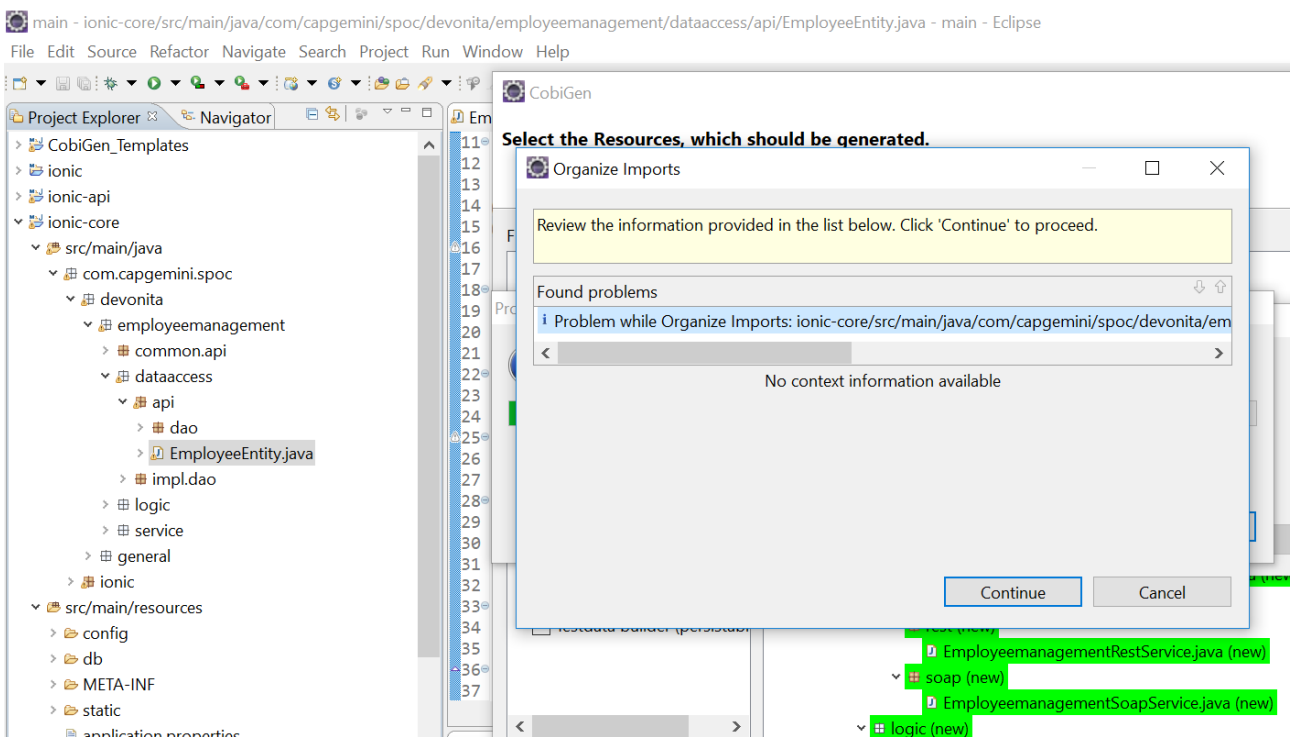 main - ionic-core/src/main/java/com/capgemini/spoc/devonita/employeemanagement/dataaccess/api/EmployeeEntity.java - main - Eclipse
File Edit Source Refactor Navigate Search Project Run Window Help
CobiGen
Project Explorer Navigator
Em
Select the Resources, which should be generated.
CobiGen_Templates
ionic
ionic-api
ionic-core
src/main/java
com.capgemini.spoc
devonita
employeemanagement
common.api
dataaccess
api
dao
EmployeeEntity.java
impl.dao
logic
service
general
ionic
src/main/resources
config
db
META-INF
static
application.properties
11
12
13
14
15
16
17
18
19
20
21
22
23
24
25
26
27
28
29
30
31
32
33
34
35
36
37
Organize Imports
Review the information provided in the list below. Click 'Continue' to proceed.
Found problems
Problem while Organize Imports: ionic-core/src/main/java/com/capgemini/spoc/devonita/em
No context information available
Continue Cancel
EmployeemanagementRestService.java (new)
soap (new)
EmployeemanagementSoapService.java (new)
logic (new)